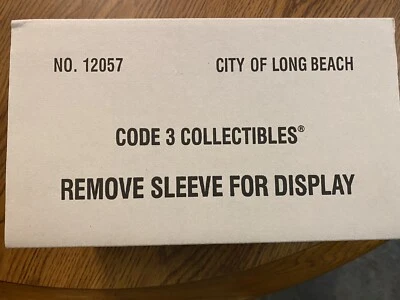 NO. 12057 CITY OF LONG BEACH
CODE 3 COLLECTIBLES®
REMOVE SLEEVE FOR DISPLAY